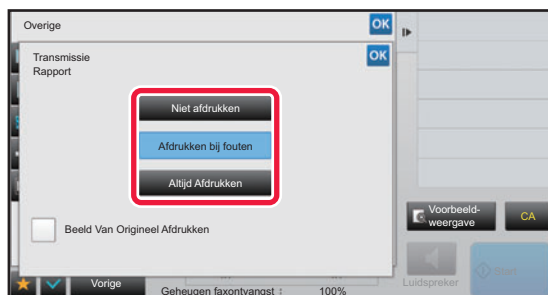 Overige
OK
Transmissie
Rapport
OK
Niet afdrukken
Afdrukken bij fouten
Altijd Afdrukken
Beeld Van Origineel Afdrukken
Voorbeeld-
weergave
CA
Vorige
Geheugen faxontvangst :
100%
Luidspreker
Start